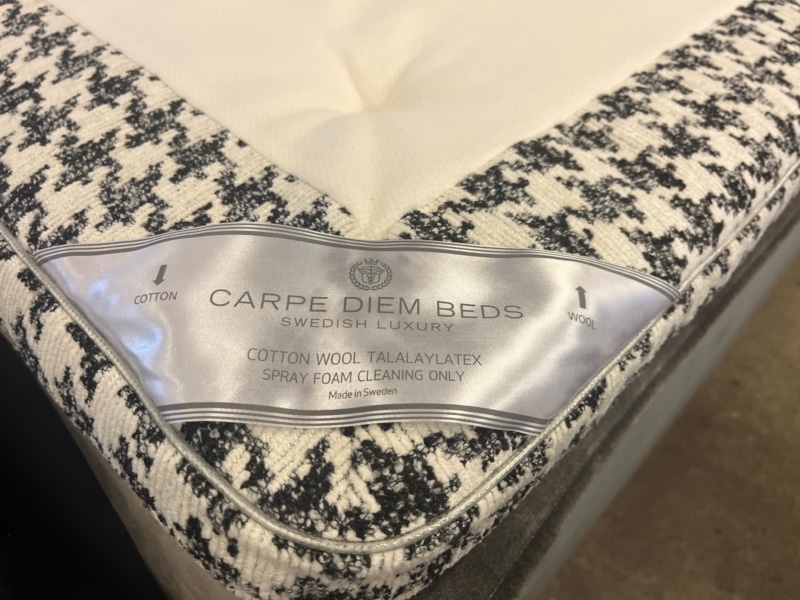 COTTON
CARPE DIEM BEDS
SWEDISH LUXURY
WOOL
COTTON WOOL TALALAYLATEX
SPRAY FOAM CLEANING ONLY
Made in Sweden